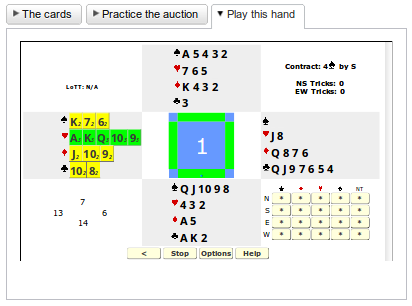 The cards
Practice the auction
Play this hand
♠A 5 4 3 2
♥7 6 5
♦K 4 3 2
♣3
Contract: 4♠ by S
NS Tricks: 0
EW Tricks: 0
LoTT: N/A
♠K₂ 7₂ 6₂
♥A₂ K₂ Q₂ 10₂ 9₂
♦J₂ 10₂ 9₂
♣10₂ 8₂
1
♠
♥J 8
♦Q 8 7 6
♣Q J 9 7 6 5 4
♠ ♦ ♥ ♣ NT
N * * * * *
S * * * * *
E * * * * *
W * * * * *
7
13 6
14
♠Q J 10 9 8
♥4 3 2
♦A 5
♣A K 2
< Stop Options Help